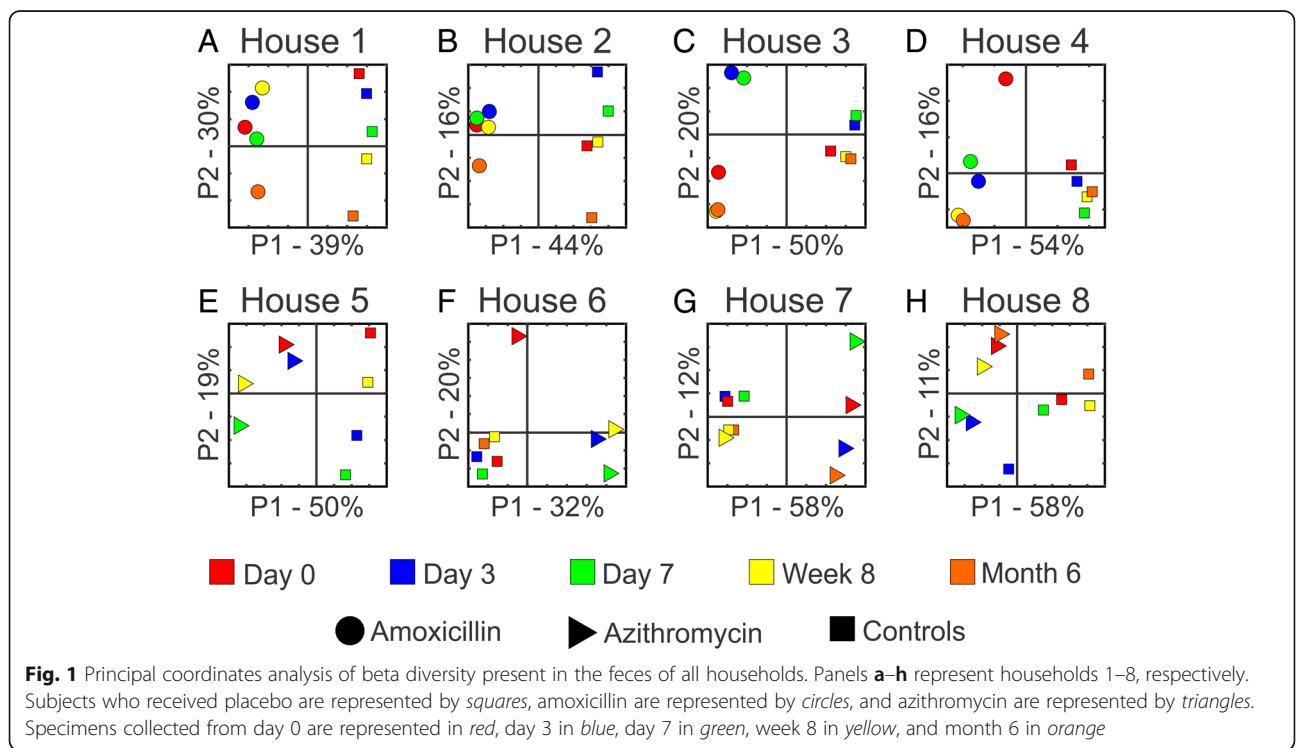 A House 1
B House 2
C House 3
D House 4
P2 - 30%
P2 - 16%
P2 - 20%
P2 - 16%
P1 - 39%
P1 - 44%
P1 - 50%
P1 - 54%
E House 5
F House 6
G House 7
H House 8
P2 - 19%
P2 - 20%
P2 - 12%
P2 - 11%
P1 - 50%
P1 - 32%
P1 - 58%
P1 - 58%
Day 0 Day 3 Day 7 Week 8 Month 6
Amoxicillin Azithromycin Controls
Fig. 1 Principal coordinates analysis of beta diversity present in the feces of all households. Panels a–h represent households 1–8, respectively.
Subjects who received placebo are represented by squares, amoxicillin are represented by circles, and azithromycin are represented by triangles.
Specimens collected from day 0 are represented in red, day 3 in blue, day 7 in green, week 8 in yellow, and month 6 in orange